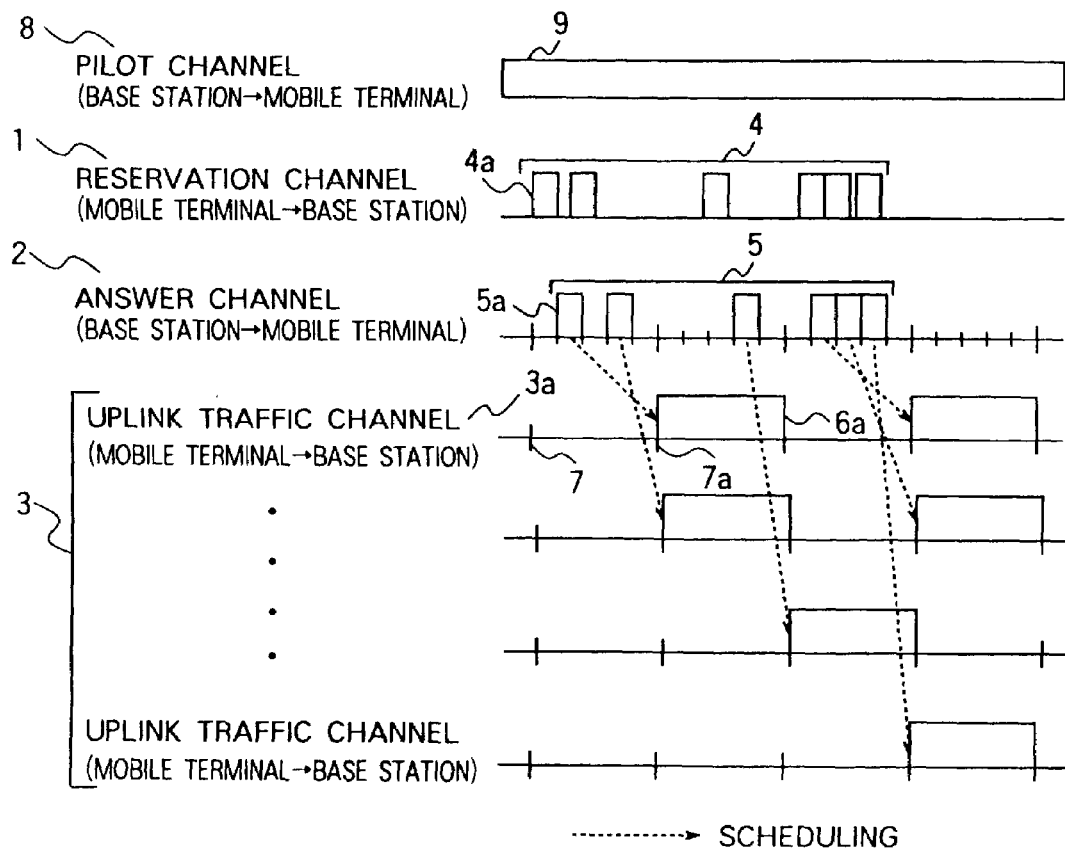 8
9
PILOT CHANNEL
(BASE STATION→MOBILE TERMINAL)
1
4
4a
RESERVATION CHANNEL
(MOBILE TERMINAL→BASE STATION)
2
5
5a
ANSWER CHANNEL
(BASE STATION→MOBILE TERMINAL)
3a
UPLINK TRAFFIC CHANNEL
6a
(MOBILE TERMINAL→BASE STATION)
7
7a
3
UPLINK TRAFFIC CHANNEL
(MOBILE TERMINAL→BASE STATION)
SCHEDULING